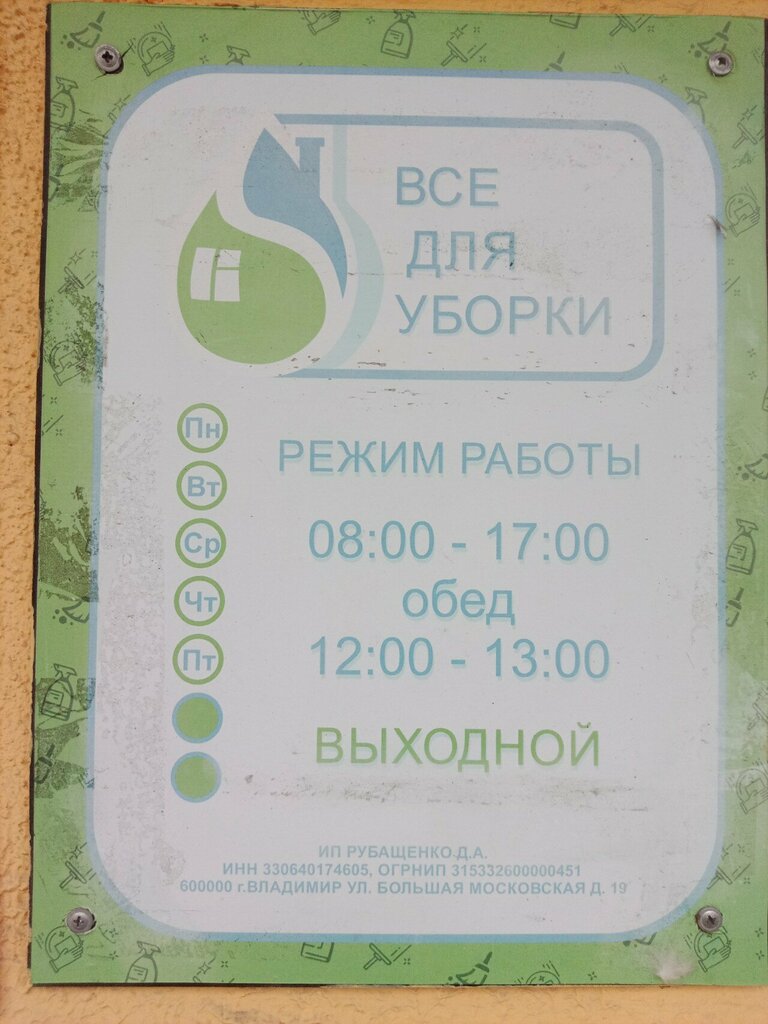 ВСЕ
ДЛЯ
УБОРКИ
РЕЖИМ РАБОТЫ
Пн
Вт
Ср
Чт
Пт
08:00 - 17:00
обед
12:00 - 13:00
ВЫХОДНОЙ
ИП РУБАЩЕНКО Д.А.
ИНН 330640174605, ОГРНИП 315332600000451
600000 г.ВЛАДИМИР УЛ. БОЛЬШАЯ МОСКОВСКАЯ Д. 19